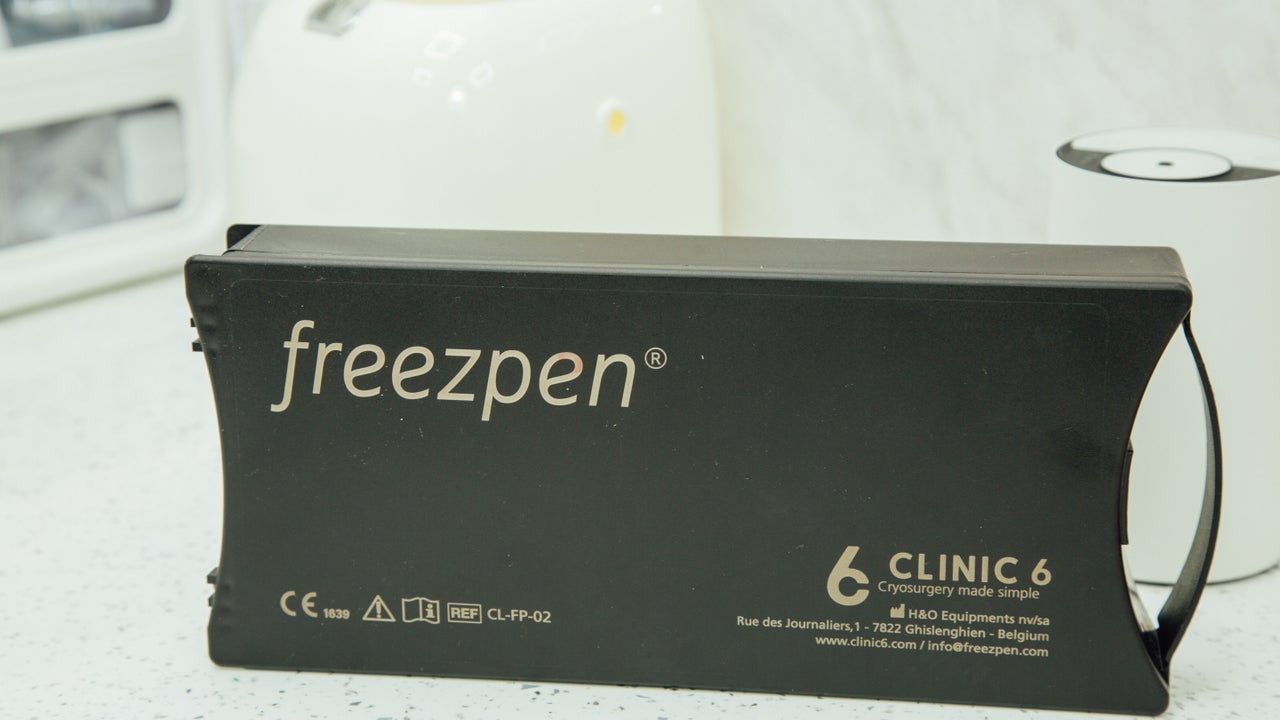 freezpen®
CE 1639 REF CL-FP-02
6 CLINIC 6
Cryosurgery made simple
H&O Equipments nv/sa
Rue des Journaliers,1 - 7822 Ghislenghien - Belgium
www.clinic6.com / info@freezpen.com